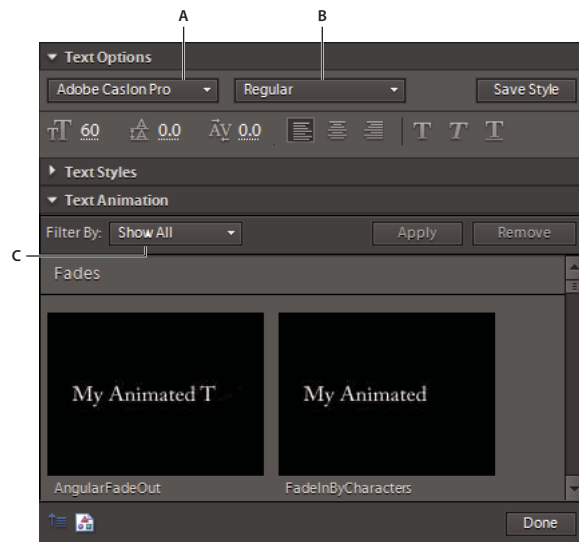 A B
Text Options
Adobe Caslon Pro Regular Save Style
60 0.0 0.0 T T T
Text Styles
Text Animation
Filter By: Show All Apply Remove
C
Fades
My Animated T My Animated
AngularFadeOut FadeInByCharacters
Done